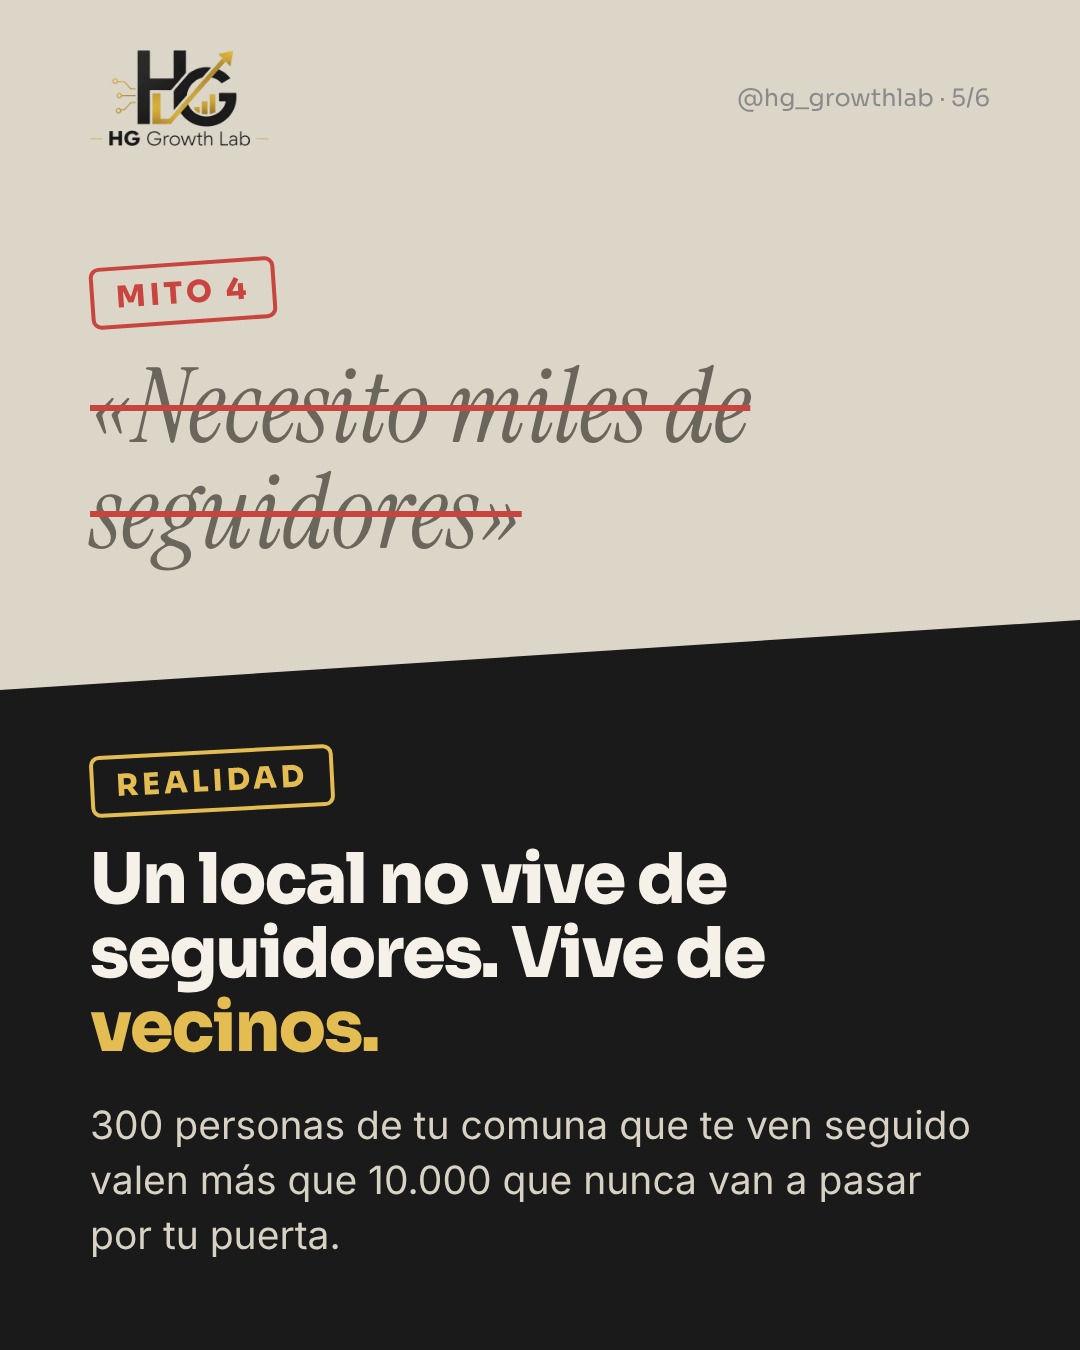 HG
HG Growth Lab
@hg_growthlab · 5/6
MITO 4
«Necesito miles de
seguidores»
REALIDAD
Un local no vive de
seguidores. Vive de
vecinos.
300 personas de tu comuna que te ven seguido
valen más que 10.000 que nunca van a pasar
por tu puerta.